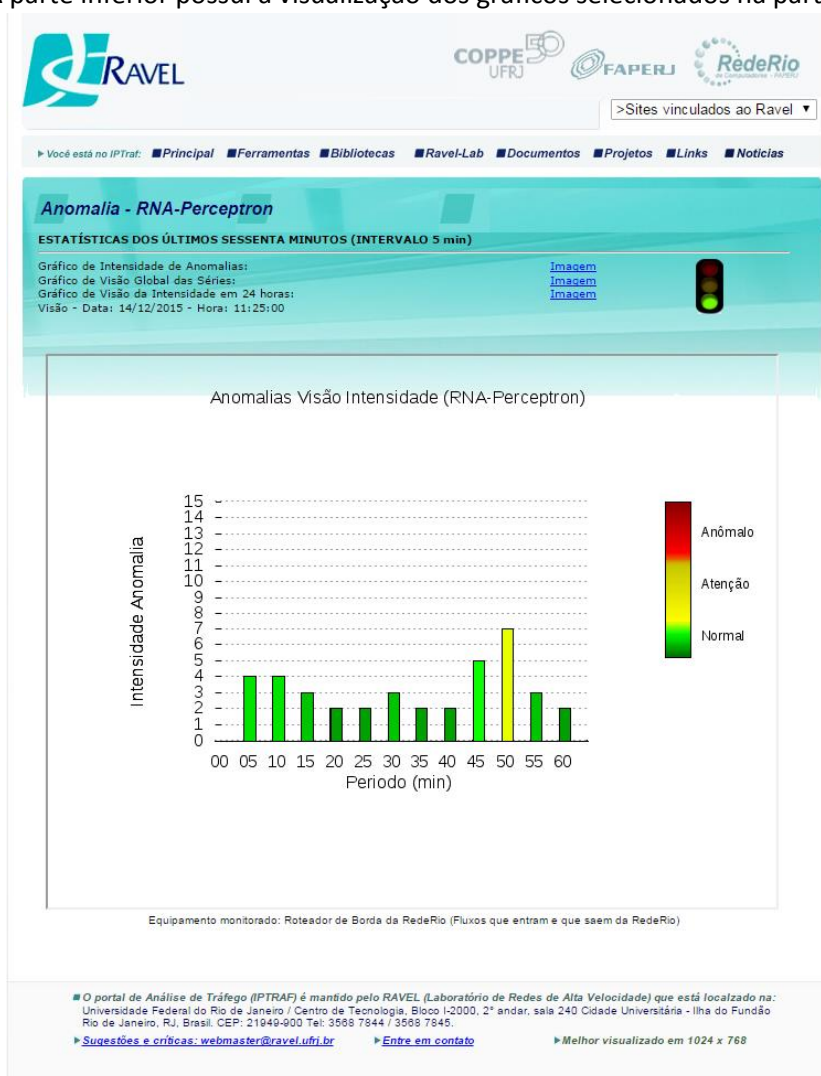 parte inferior possui a visualização dos gráficos selecionados na part
RAVEL
COPPE 50
UFRJ
FAPERJ
RedeRio
de Computadores - FAPERJ
>Sites vinculados ao Ravel ▼
Você está no IPTraf: Principal Ferramentas Bibliotecas Ravel-Lab Documentos Projetos Links Noticias
Anomalia - RNA-Perceptron
ESTATÍSTICAS DOS ÚLTIMOS SESSENTA MINUTOS (INTERVALO 5 min)
Gráfico de Intensidade de Anomalias: Imagem
Gráfico de Visão Global das Séries: Imagem
Gráfico de Visão da Intensidade em 24 horas: Imagem
Visão - Data: 14/12/2015 - Hora: 11:25:00
Anomalias Visão Intensidade (RNA-Perceptron)
Intensidade Anomalia
15
14
13
12
11
10
9
8
7
6
5
4
3
2
1
0
00 05 10 15 20 25 30 35 40 45 50 55 60
Periodo (min)
Anômalo
Atenção
Normal
Equipamento monitorado: Roteador de Borda da RedeRio (Fluxos que entram e que saem da RedeRio)
O portal de Análise de Tráfego (IPTRAF) é mantido pelo RAVEL (Laboratório de Redes de Alta Velocidade) que está localzado na:
Universidade Federal do Rio de Janeiro / Centro de Tecnologia, Bloco I-2000, 2° andar, sala 240 Cidade Universitária - Ilha do Fundão
Rio de Janeiro, RJ, Brasil. CEP: 21949-900 Tel: 3568 7844 / 3568 7845.
Sugestões e críticas: webmaster@ravel.ufrj.br Entre em contato Melhor visualizado em 1024 x 768